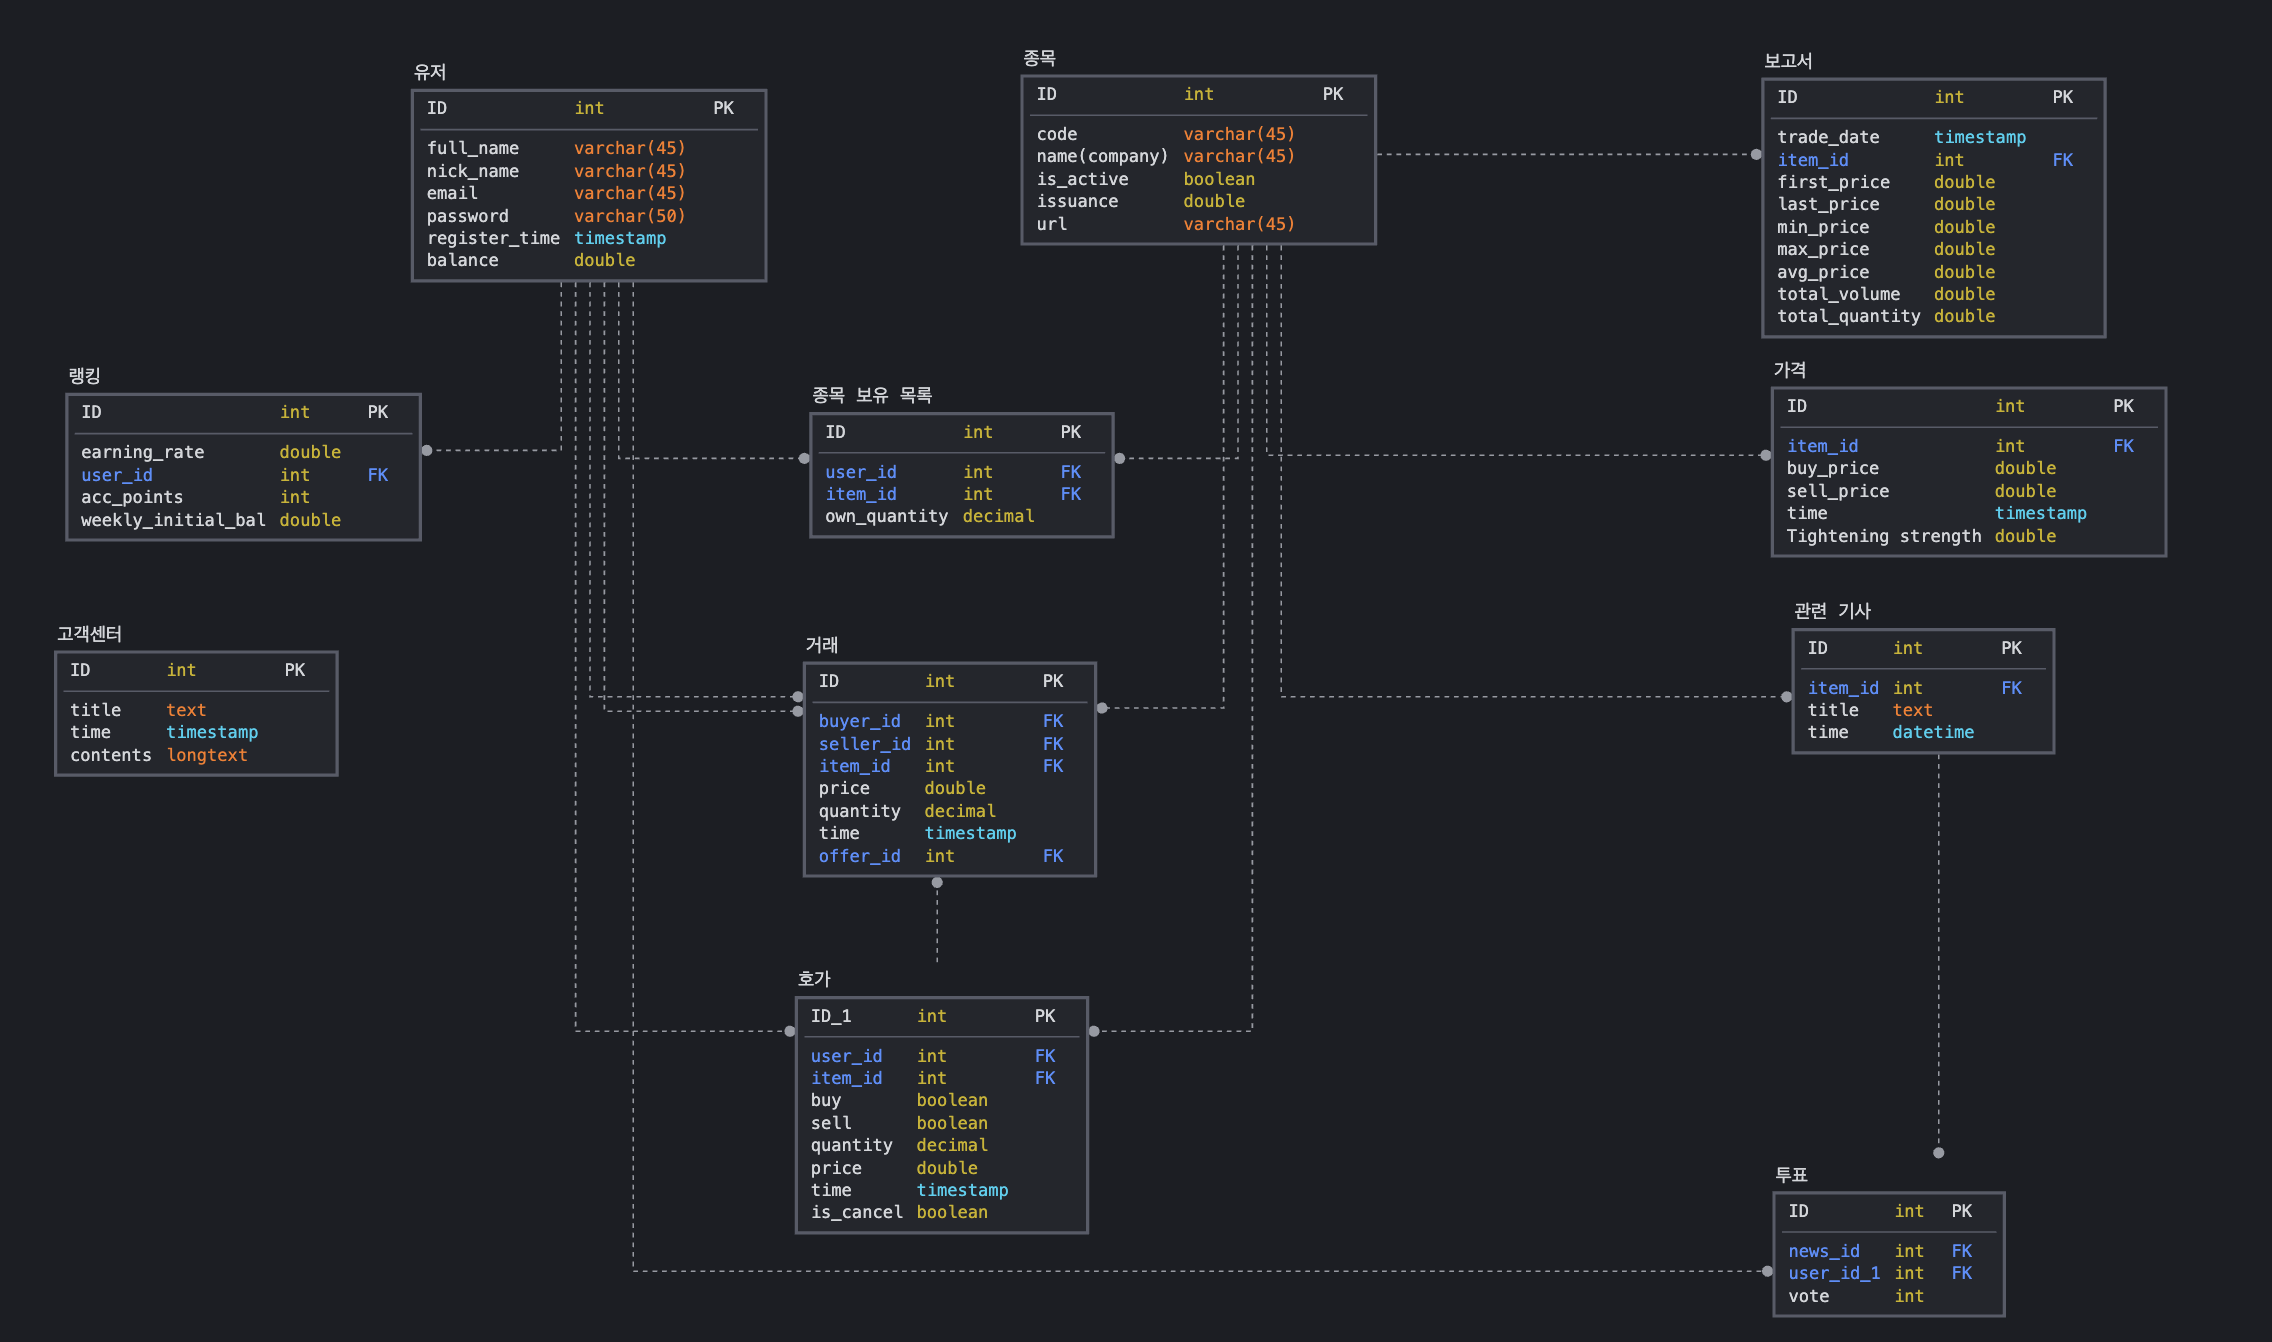 유저
ID int PK
full_name varchar(45)
nick_name varchar(45)
email varchar(45)
password varchar(50)
register_time timestamp
balance double
종목
ID int PK
code varchar(45)
name(company) varchar(45)
is_active boolean
issuance double
url varchar(45)
보고서
ID int PK
trade_date timestamp
item_id int FK
first_price double
last_price double
min_price double
max_price double
avg_price double
total_volume double
total_quantity double
랭킹
ID int PK
earning_rate double
user_id int FK
acc_points int
weekly_initial_bal double
종목 보유 목록
ID int PK
user_id int FK
item_id int FK
own_quantity decimal
가격
ID int PK
item_id int FK
buy_price double
sell_price double
time timestamp
Tightening strength double
고객센터
ID int PK
title text
time timestamp
contents longtext
거래
ID int PK
buyer_id int FK
seller_id int FK
item_id int FK
price double
quantity decimal
time timestamp
offer_id int FK
관련 기사
ID int PK
item_id int FK
title text
time datetime
호가
ID_1 int PK
user_id int FK
item_id int FK
buy boolean
sell boolean
quantity decimal
price double
time timestamp
is_cancel boolean
투표
ID int PK
news_id int FK
user_id_1 int FK
vote int